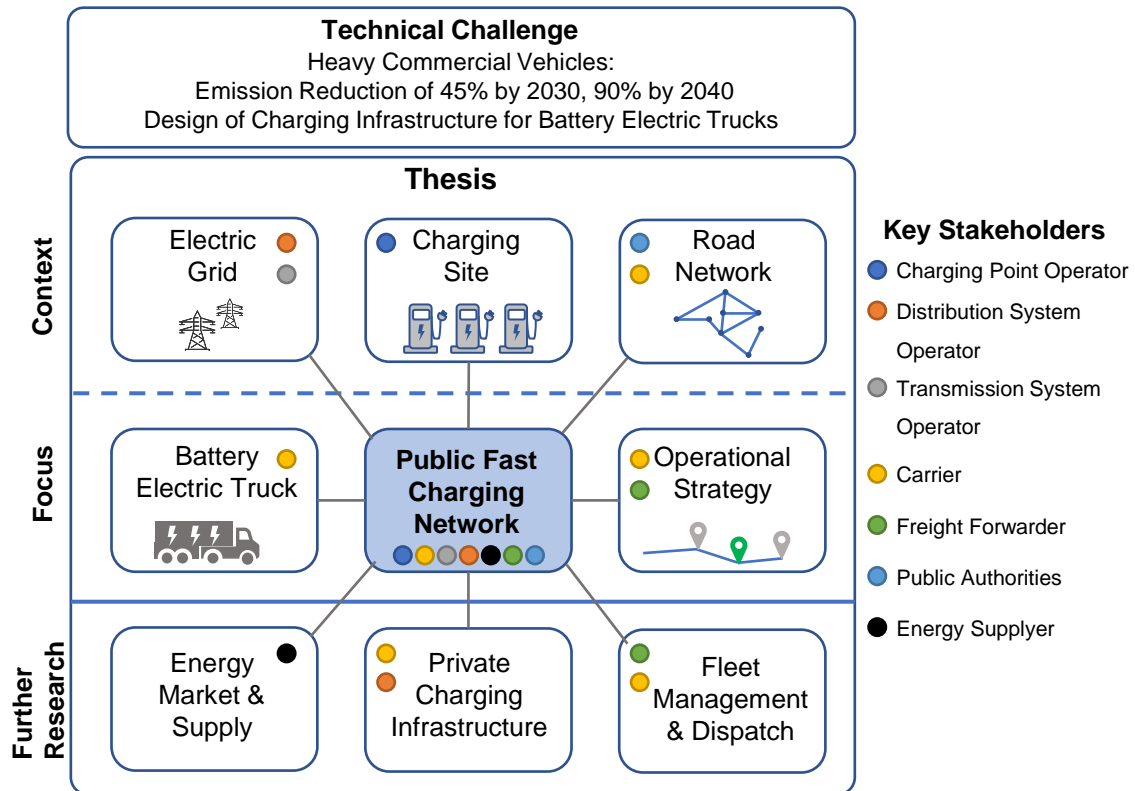 Technical Challenge
Heavy Commercial Vehicles:
Emission Reduction of 45% by 2030, 90% by 2040
Design of Charging Infrastructure for Battery Electric Trucks
Thesis
Context
Electric
Grid
Charging
Site
Road
Network
Focus
Battery
Electric Truck
Public Fast
Charging
Network
Operational
Strategy
Further
Research
Energy
Market &
Supply
Private
Charging
Infrastructure
Fleet
Management
& Dispatch
Key Stakeholders
Charging Point Operator
Distribution System
Operator
Transmission System
Operator
Carrier
Freight Forwarder
Public Authorities
Energy Supplyer